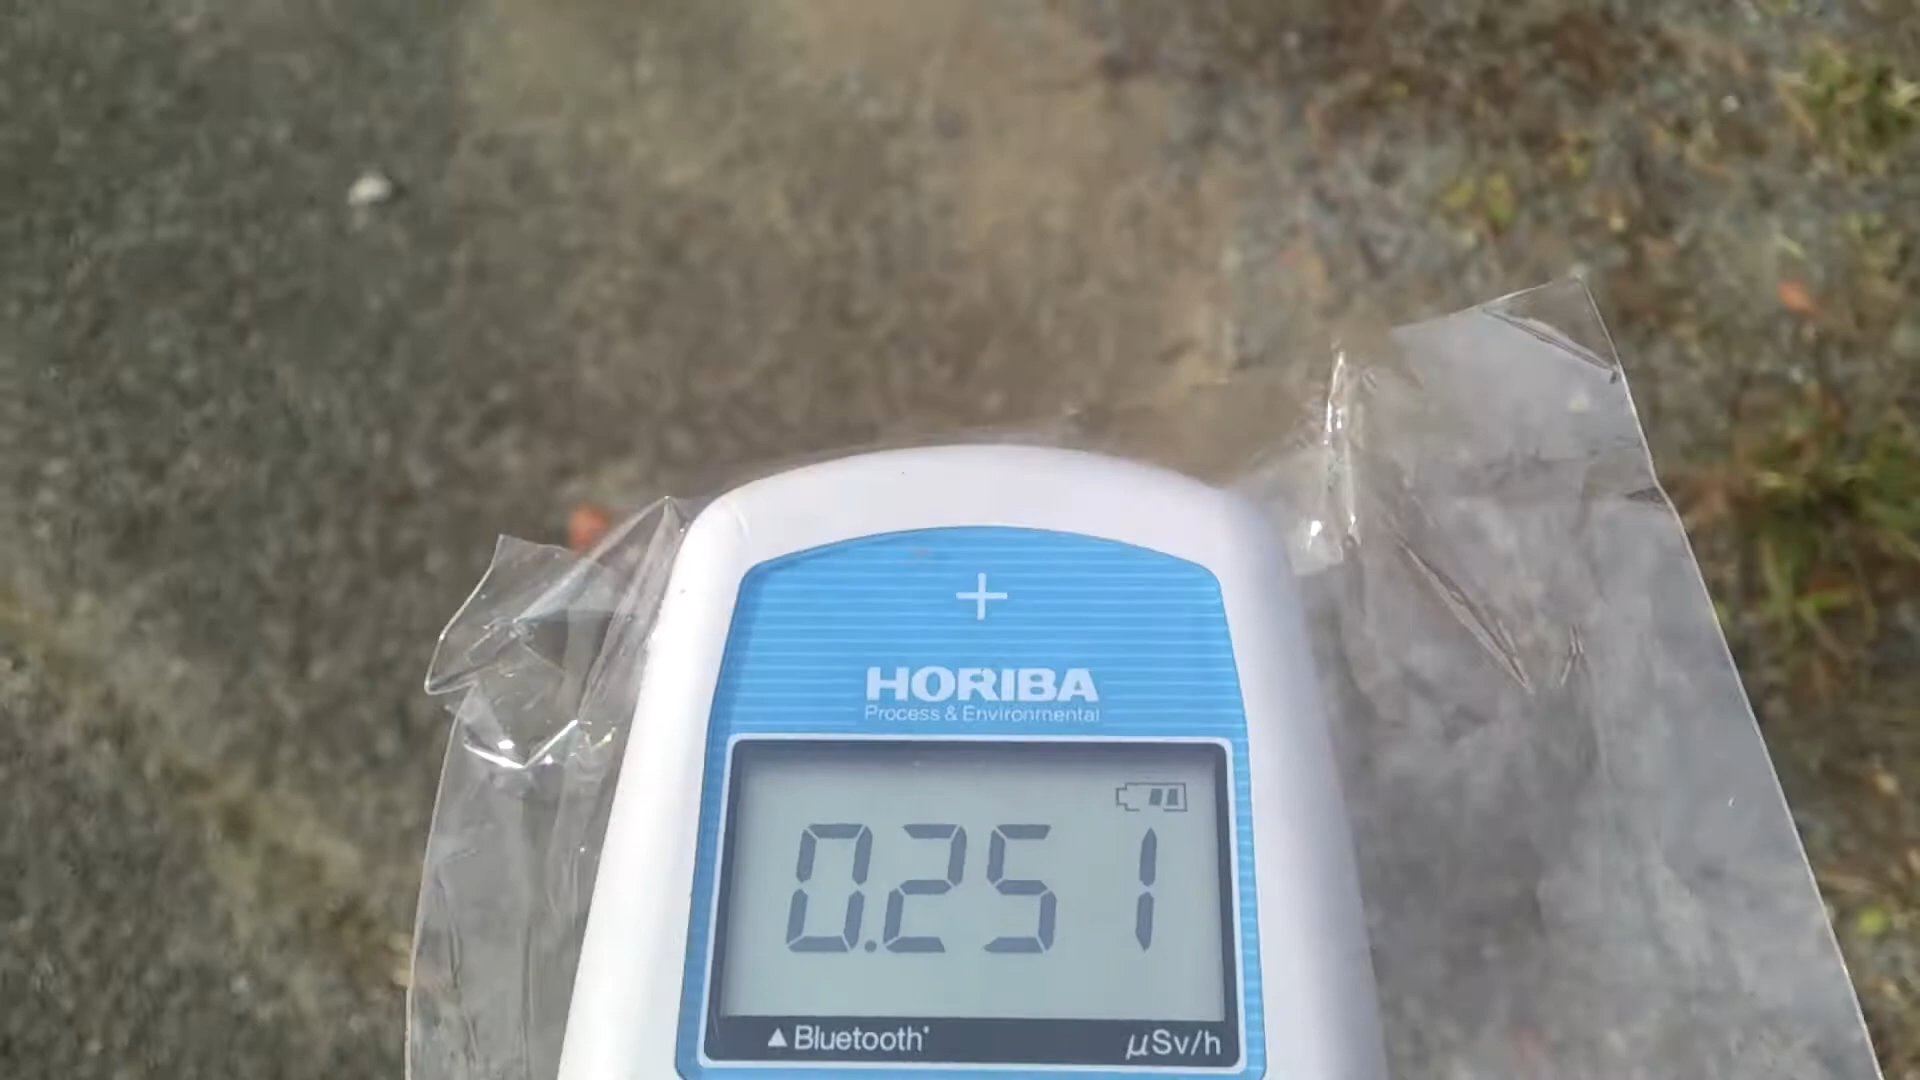 +
HORIBA
Process & Environmental
0.251
▲ Bluetooth
μSv/h